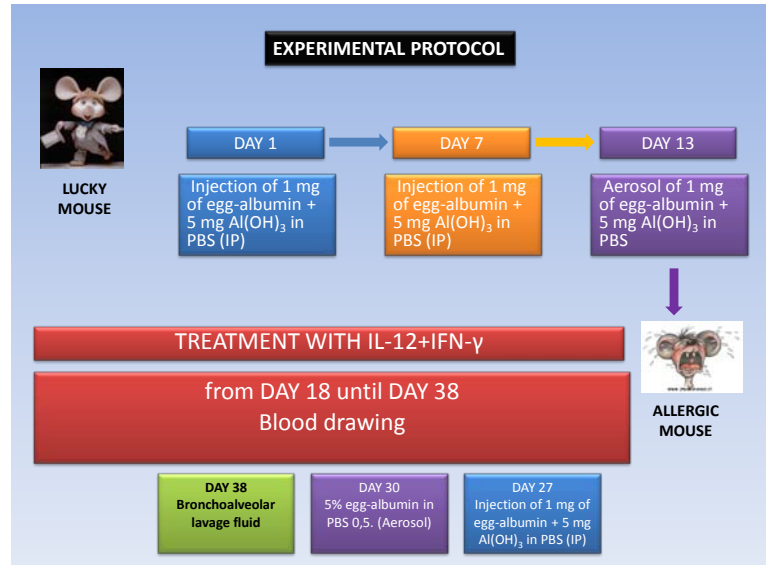 EXPERIMENTAL PROTOCOL
LUCKY
MOUSE
DAY 1
DAY 7
DAY 13
Injection of 1 mg
of egg-albumin +
5 mg Al(OH)₃ in
PBS (IP)
Injection of 1 mg
of egg-albumin +
5 mg Al(OH)₃ in
PBS (IP)
Aerosol of 1 mg
of egg-albumin +
5 mg Al(OH)₃ in
PBS
TREATMENT WITH IL-12+IFN-γ
from DAY 18 until DAY 38
Blood drawing
ALLERGIC
MOUSE
DAY 38
Bronchoalveolar
lavage fluid
DAY 30
5% egg-albumin in
PBS 0,5. (Aerosol)
DAY 27
Injection of 1 mg of
egg-albumin + 5 mg
Al(OH)₃ in PBS (IP)